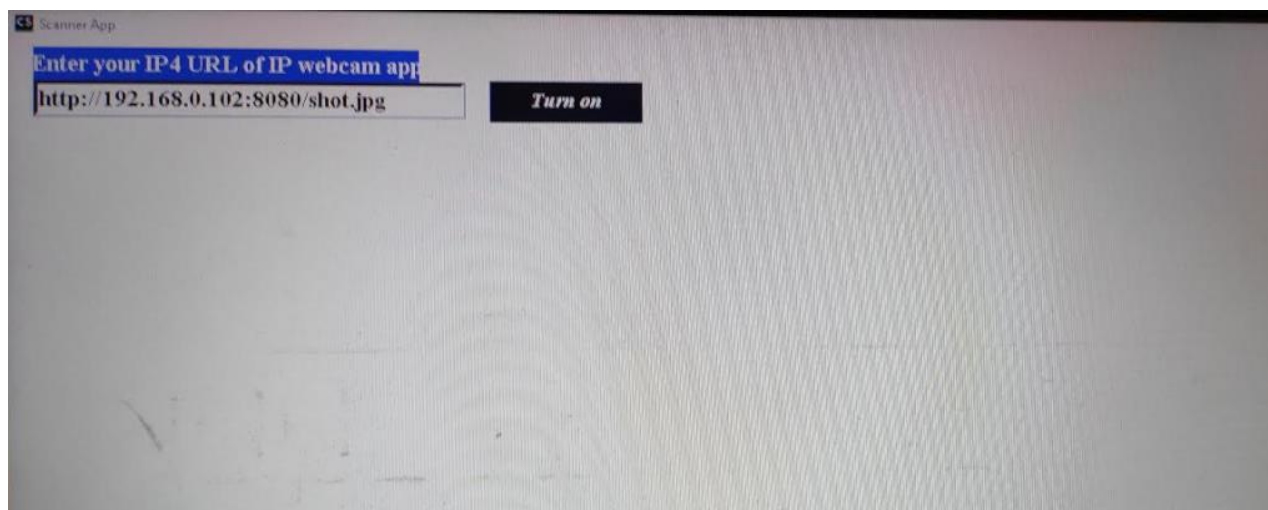 CS Scanner App
Enter your IP4 URL of IP webcam app
http://192.168.0.102:8080/shot.jpg
Turn on